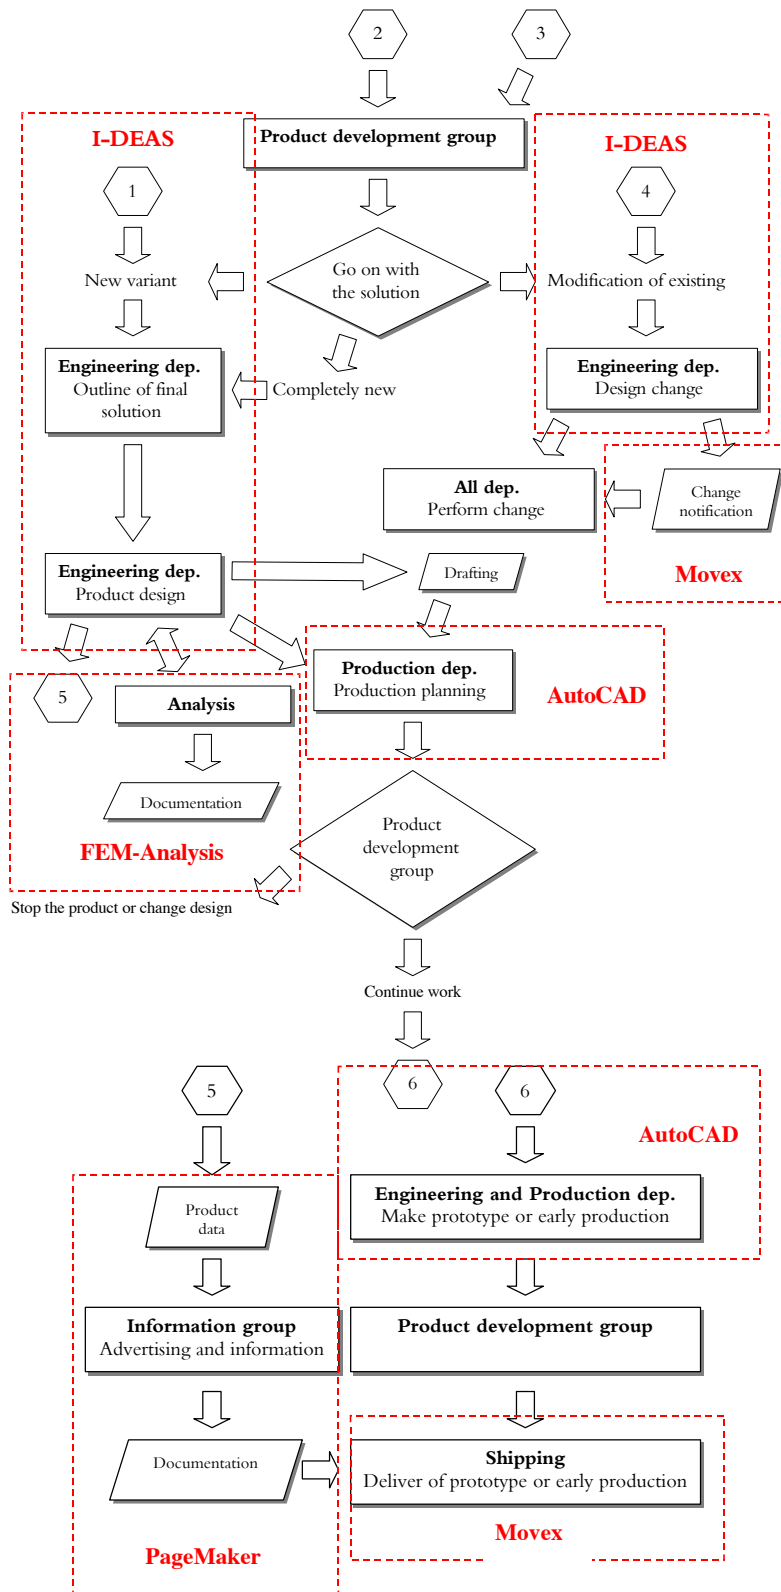 2
3
Product development group
I-DEAS
I-DEAS
1
4
Go on with
the solution
New variant
Modification of existing
Engineering dep.
Outline of final
solution
Completely new
Engineering dep.
Design change
All dep.
Perform change
Change
notification
Movex
Engineering dep.
Product design
Drafting
Production dep.
Production planning
AutoCAD
5
Analysis
Documentation
FEM-Analysis
Product
development
group
Stop the product or change design
Continue work
5
6
6
AutoCAD
Product
data
Engineering and Production dep.
Make prototype or early production
Information group
Advertising and information
Product development group
Documentation
Shipping
Deliver of prototype or early production
Movex
PageMaker